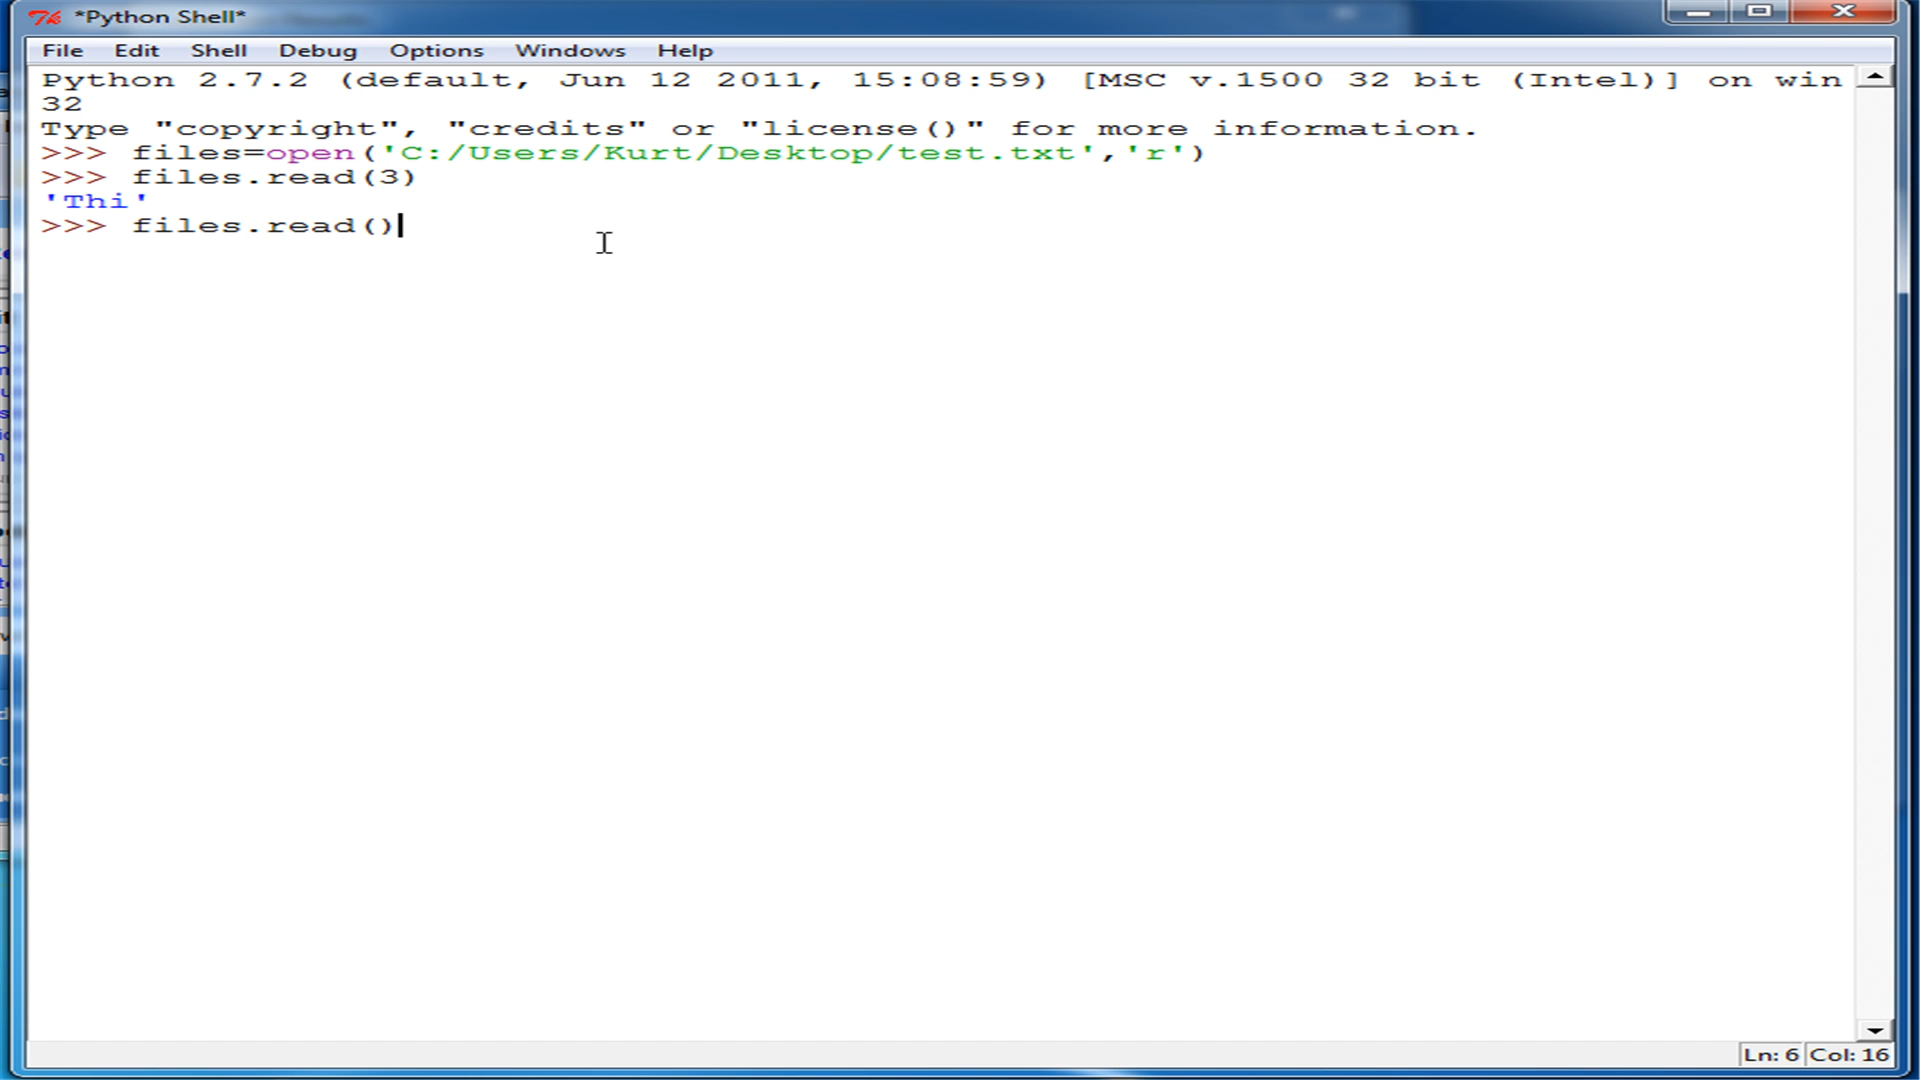 *Python Shell*
File Edit Shell Debug Options Windows Help
Python 2.7.2 (default, Jun 12 2011, 15:08:59) [MSC v.1500 32 bit (Intel)] on win
32
Type "copyright", "credits" or "license()" for more information.
>>> files=open('C:/Users/Kurt/Desktop/test.txt','r')
>>> files.read(3)
'Thi'
>>> files.read()
Ln: 6 Col: 16